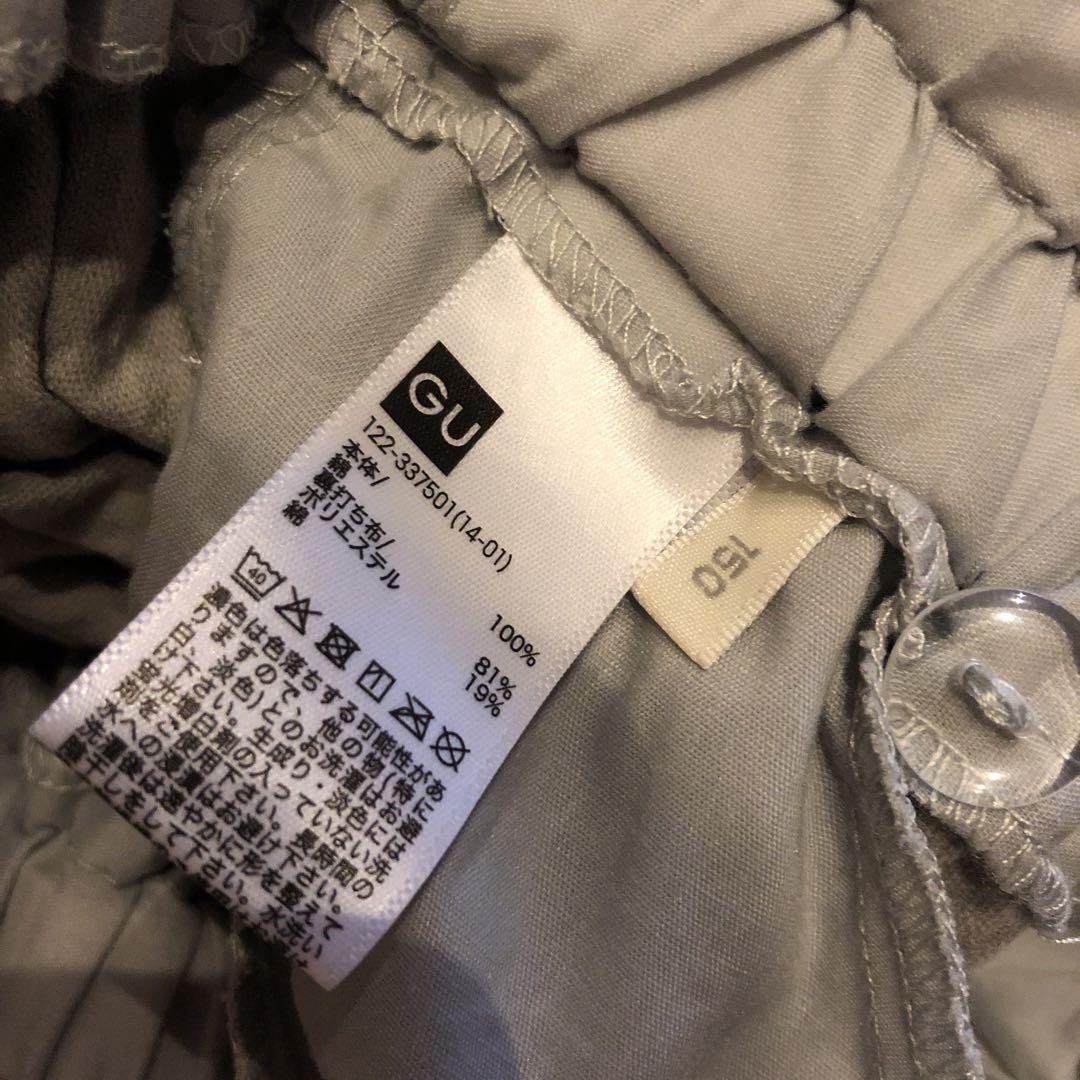 GU
122-337501(14-01)
本体/
綿 100%
裏打ち布/
ポリエステル 81%
綿 19%
40
濃色は色落ちする可能性があ
りますので、他の物(特に
白、淡色)とのお洗濯はお避
け下さい。生成り・淡色には
蛍光増白剤の入っていない洗
剤をご使用下さい。長時間の
水への浸漬はお避け下さい。
洗濯後は速やかに形を整えて
陰干しをして下さい。水洗い
150